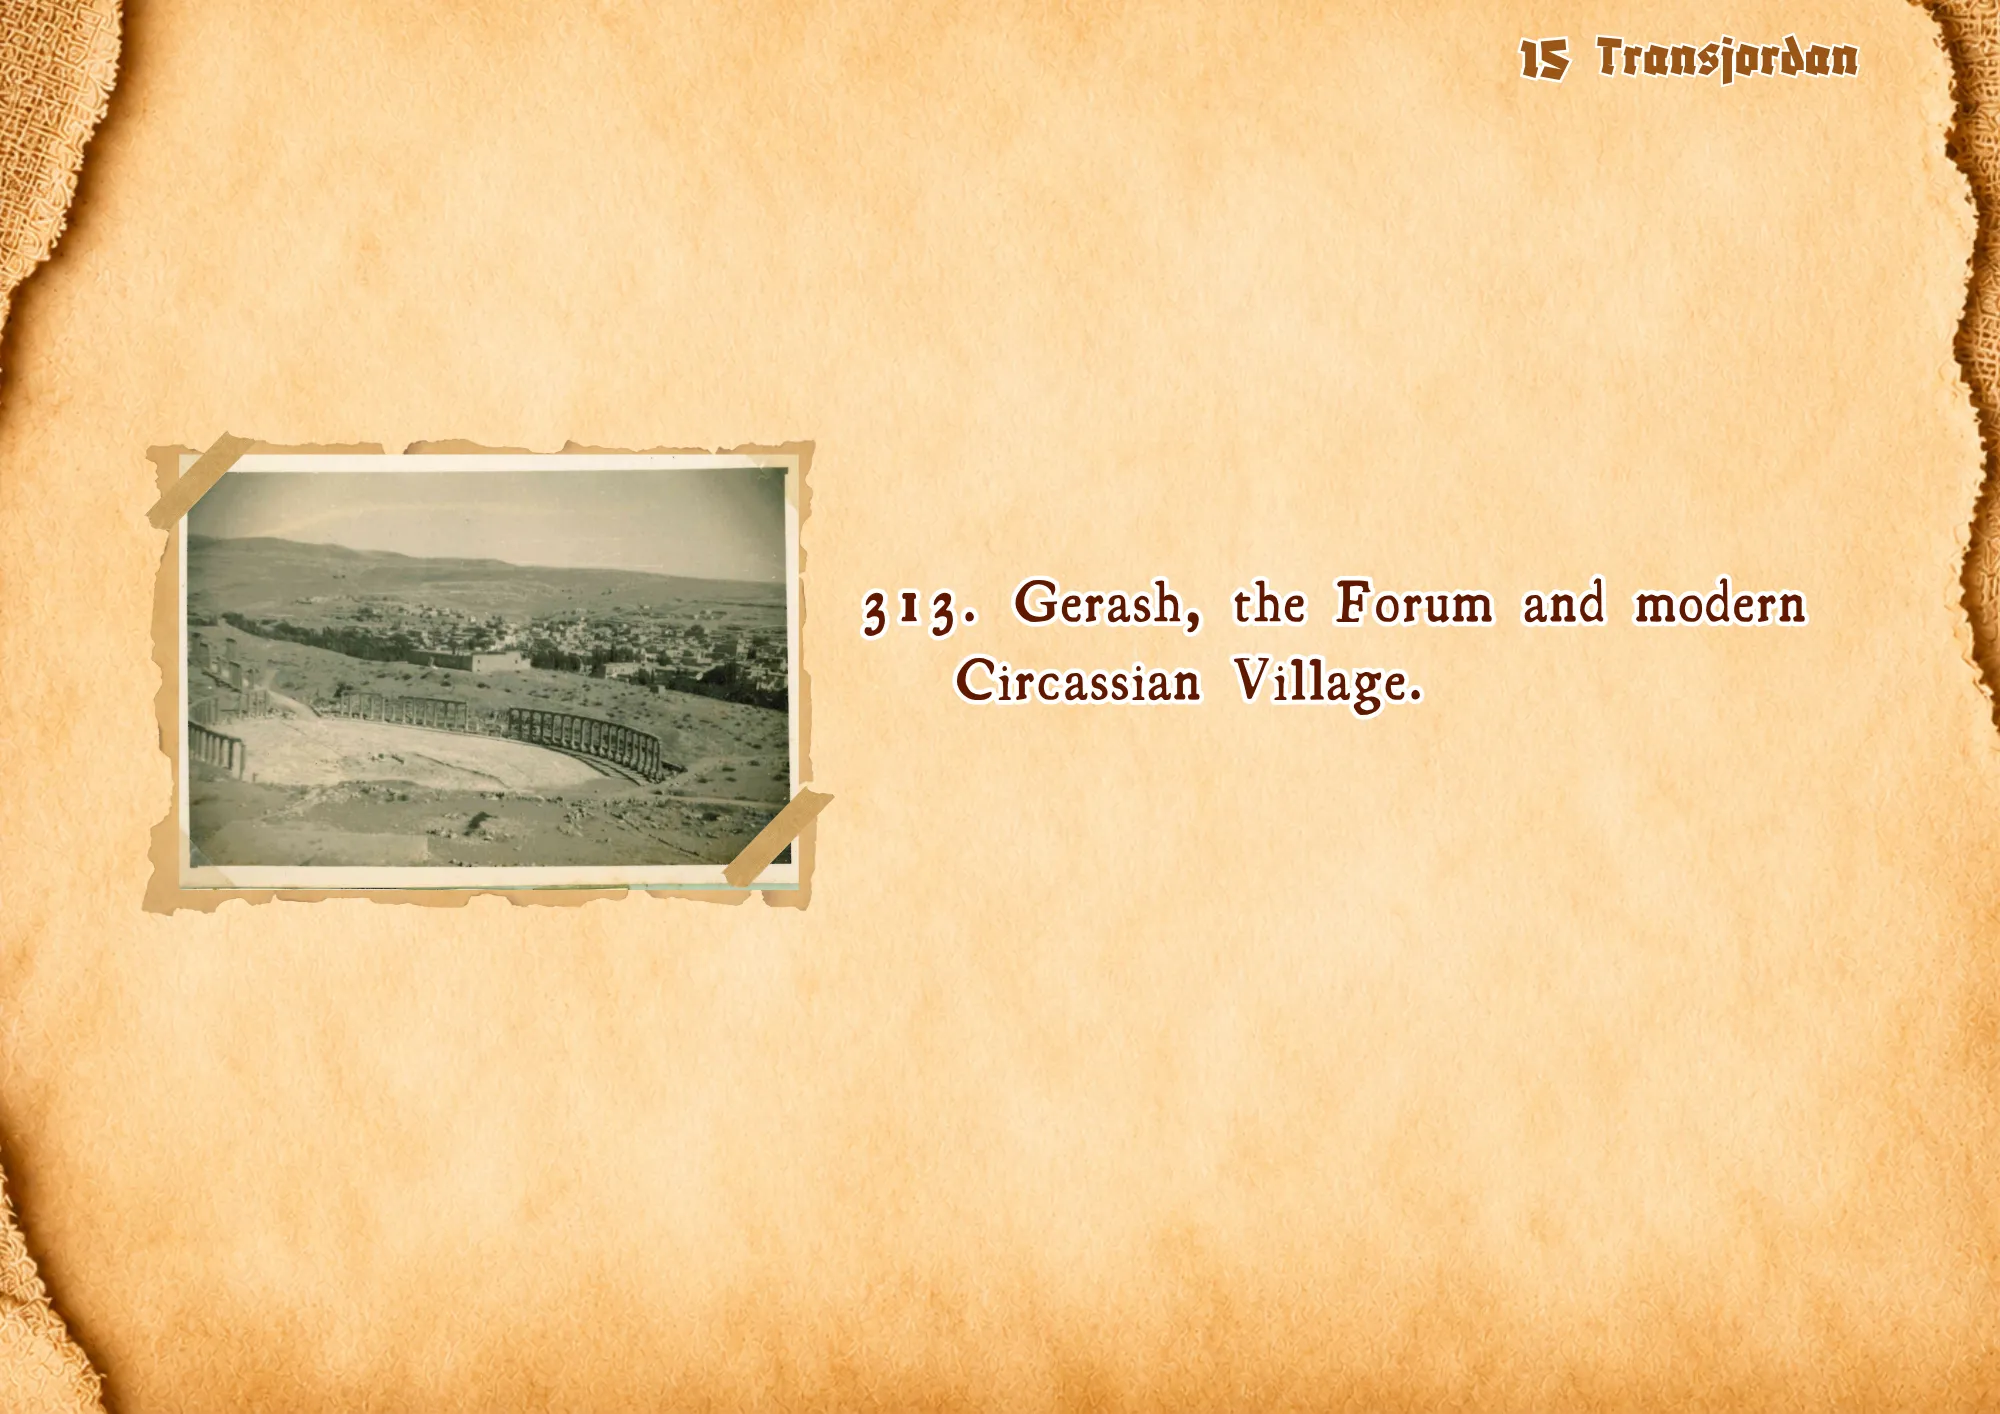 15 Transjordan
313. Gerash, the Forum and modern
Circassian Village.